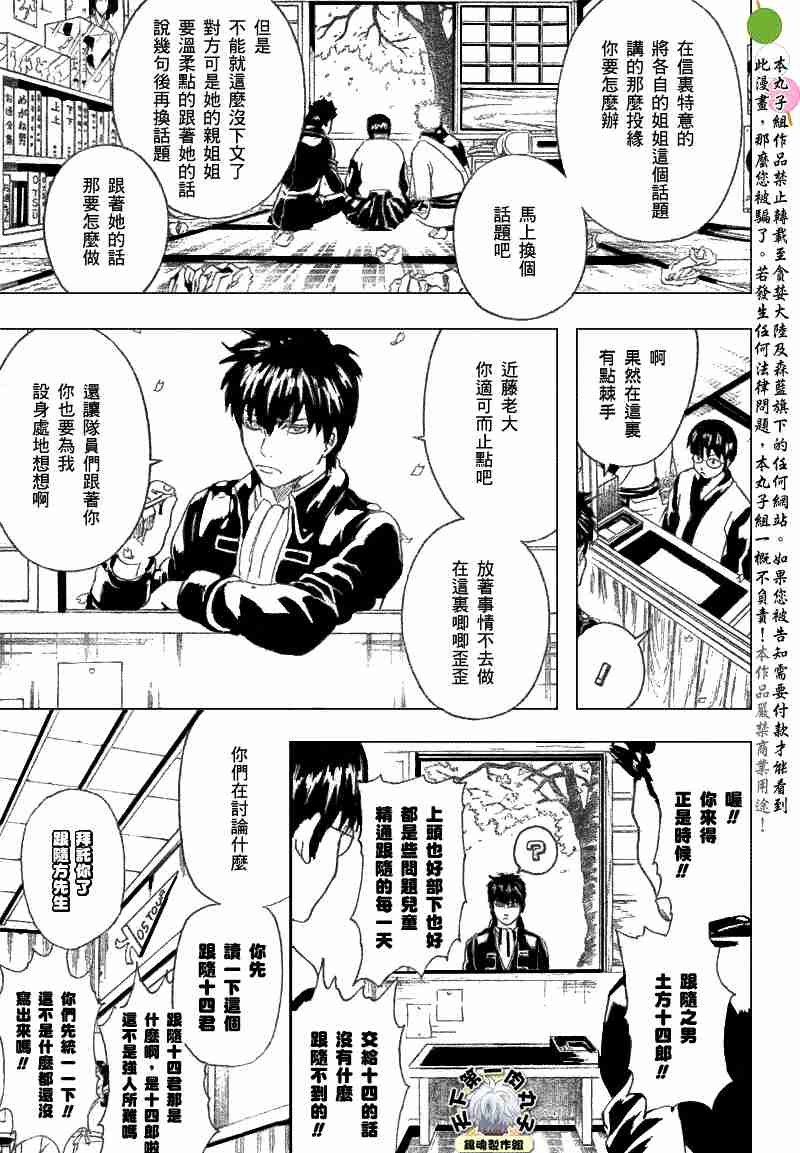 在信裏特意的
將各自的姐姐這個話題
講的那麼投緣
你要怎麼辦
馬上換個
話題吧
但是
不能就這麼沒下文了
對方可是她的親姐姐
要溫柔點的跟著她的話
說幾句後再換話題
跟著她的話
那要怎麼做
啊
果然在這裏
有點棘手
！
近藤老大
你適可而止點吧
放著事情不去做
在這裏唧唧歪歪
還讓隊員們跟著你
你也要為我
設身處地想想啊
喔!!
你來得
正是時候!!
跟隨之男
土方十四郎!!
?
上頭也好部下也好
都是些問題兒童
精通跟隨的每一天
交給十四的話
沒有什麼
跟隨不到的!!
你們在討論什麼
你先
讀一下這個
跟隨十四君
跟隨十四君那是
什麼啊，是十四郎啦
還不是強人所難嗎
拜託你了
跟隨方先生
你們先統一一下!!
還不是什麼都還沒
寫出來嗎!!
OTSU
05 TOUR
天下第一肉丸子
銀魂製作組
本丸子組作品禁止轉載至貪婪大陸及森藍旗下的任何網站。如果您被告知需要付款才能看到
此漫畫，那麼您被騙了。若發生任何法律問題，本丸子組一概不負責！本作品嚴禁商業用途！